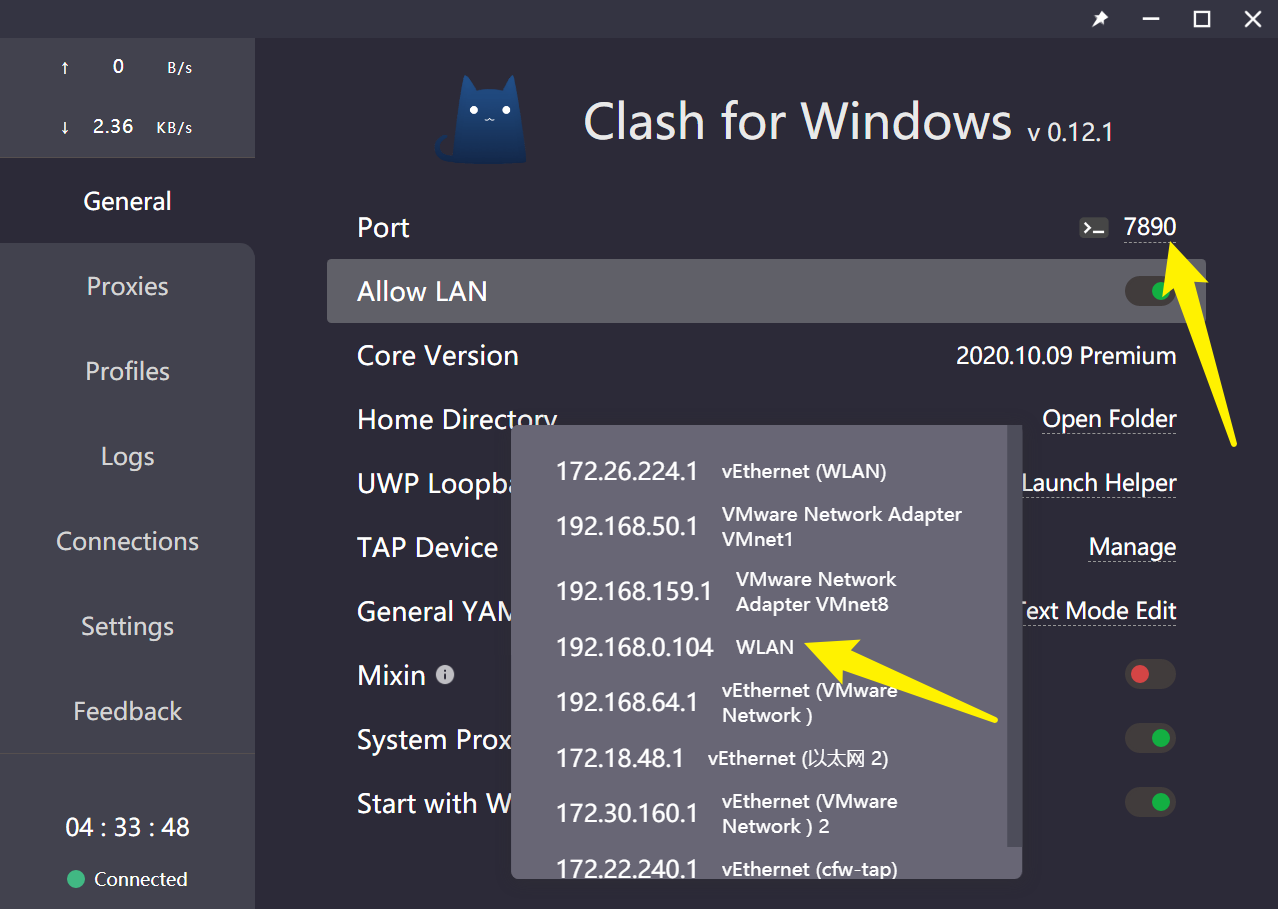 ↑ 0 B/s
↓ 2.36 KB/s
General
Proxies
Profiles
Logs
Connections
Settings
Feedback
04 : 33 : 48
Connected
Clash for Windows v 0.12.1
Port 7890
Allow LAN
Core Version 2020.10.09 Premium
Home Directory Open Folder
UWP Loopba Launch Helper
TAP Device Manage
General YAM Text Mode Edit
Mixin
System Prox
Start with W
172.26.224.1 vEthernet (WLAN)
192.168.50.1 VMware Network Adapter
VMnet1
192.168.159.1 VMware Network
Adapter VMnet8
192.168.0.104 WLAN
192.168.64.1 vEthernet (VMware
Network )
172.18.48.1 vEthernet (以太网 2)
172.30.160.1 vEthernet (VMware
Network ) 2
172.22.240.1 vEthernet (cfw-tap)